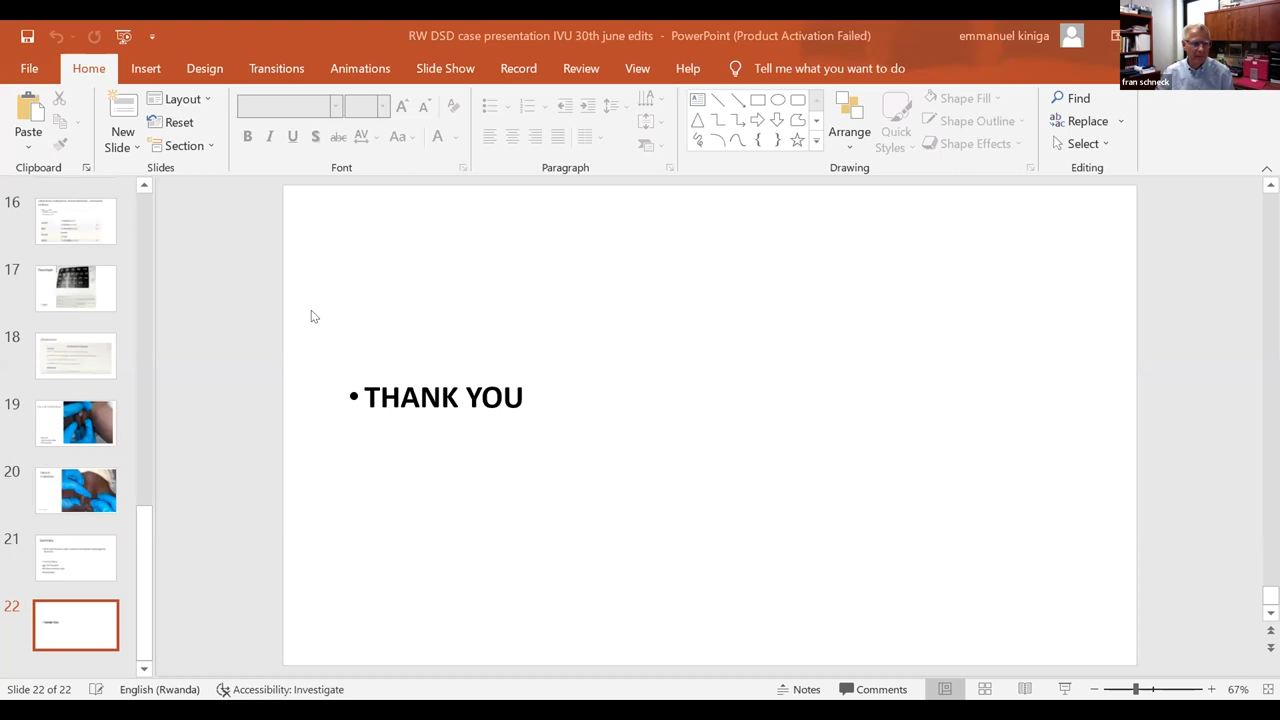 RW DSD case presentation IVU 30th june edits - PowerPoint (Product Activation Failed)
emmanuel kiniga
fran schneck
File Home Insert Design Transitions Animations Slide Show Record Review View Help Tell me what you want to do
Paste
Clipboard
New Slide
Layout
Reset
Section
Slides
B I U S abc AV Aa A
Font
Paragraph
Arrange
Quick Styles
Shape Fill
Shape Outline
Shape Effects
Drawing
Find
Replace
Select
Editing
16
17
18
19
20
21
22
• THANK YOU
Slide 22 of 22 English (Rwanda) Accessibility: Investigate Notes Comments 67%